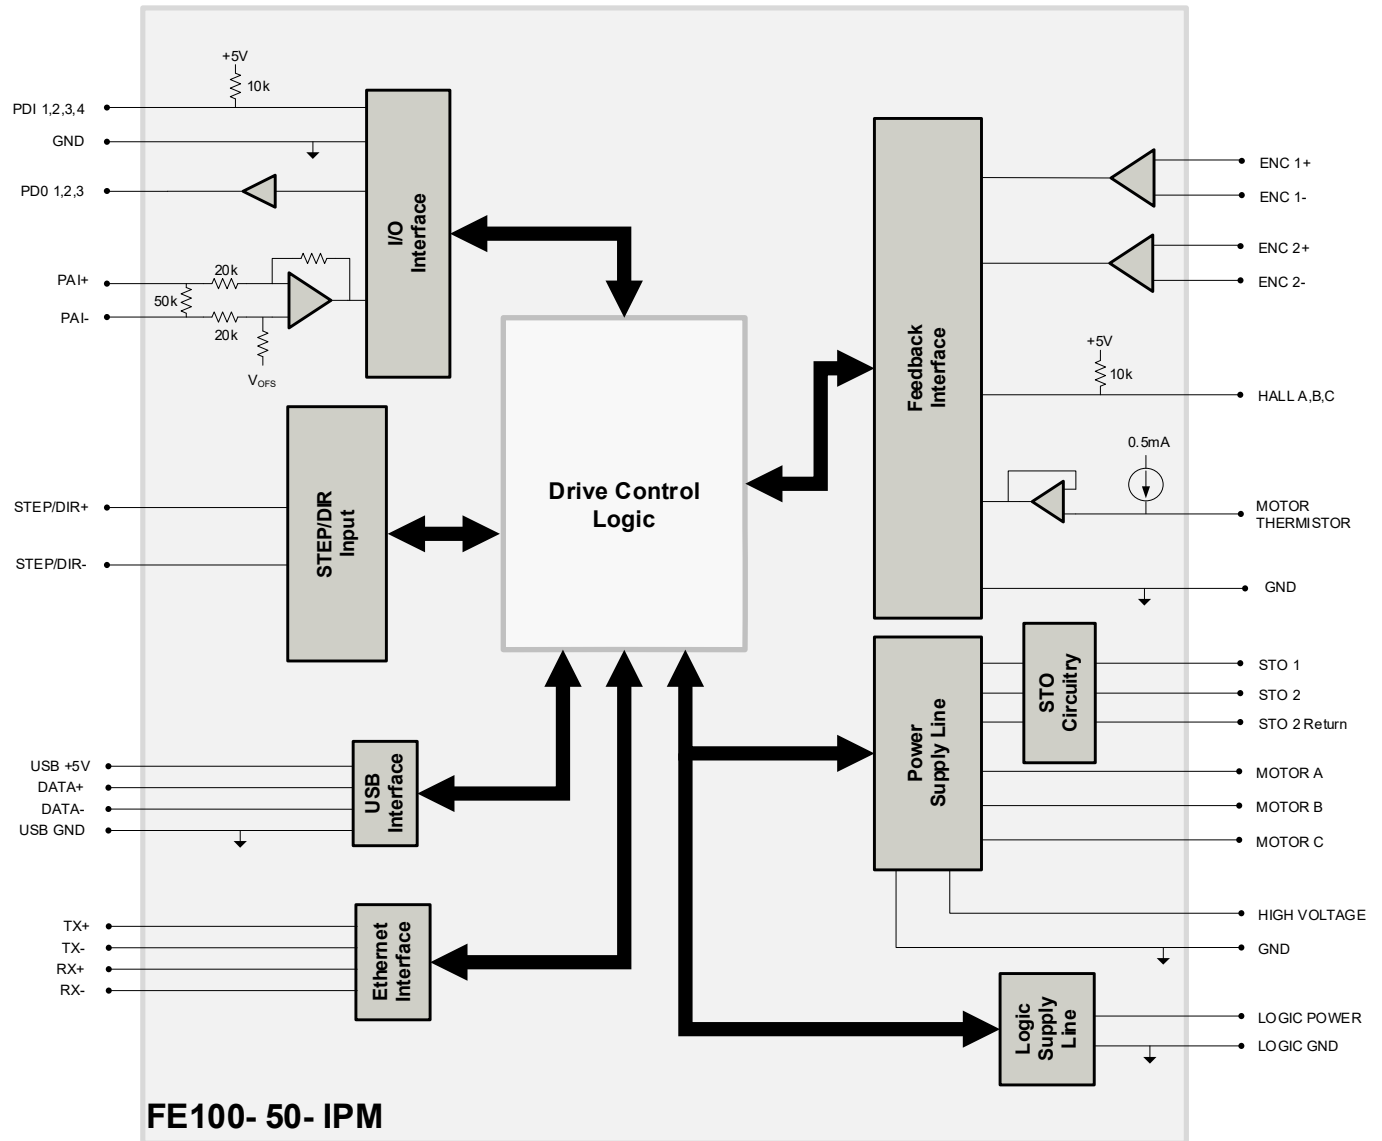 +5V
10k
PDI 1,2,3,4
GND
PD0 1,2,3
PAI+
20k
50k
PAI-
20k
VOFS
I/O
Interface
STEP/DIR+
STEP/DIR-
STEP/DIR
Input
Drive Control
Logic
USB +5V
DATA+
DATA-
USB GND
USB
Interface
TX+
TX-
RX+
RX-
Ethernet
Interface
Feedback
Interface
ENC 1+
ENC 1-
ENC 2+
ENC 2-
+5V
10k
HALL A,B,C
0.5mA
MOTOR
THERMISTOR
GND
Power
Supply Line
STO
Circuitry
STO 1
STO 2
STO 2 Return
MOTOR A
MOTOR B
MOTOR C
HIGH VOLTAGE
GND
Logic
Supply
Line
LOGIC POWER
LOGIC GND
FE100- 50- IPM